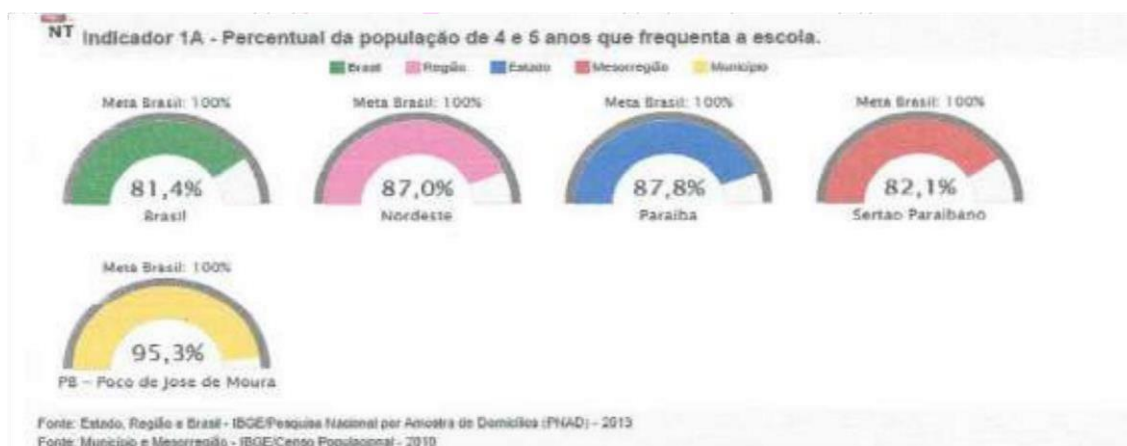 NT Indicador 1A - Percentual da população de 4 e 5 anos que frequenta a escola.
Brasil Região Estado Mesorregião Município
Meta Brasil: 100% Meta Brasil: 100% Meta Brasil: 100% Meta Brasil: 100%
81,4% 87,0% 87,8% 82,1%
Brasil Nordeste Paraíba Sertao Paraibano
Meta Brasil: 100%
95,3%
PB - Poco de Jose de Moura
Fonte: Estado, Região e Brasil - IBGE/Pesquisa Nacional por Amostra de Domicílios (PNAD) - 2013
Fonte: Município e Mesorregião - IBGE/Censo Populacional - 2010